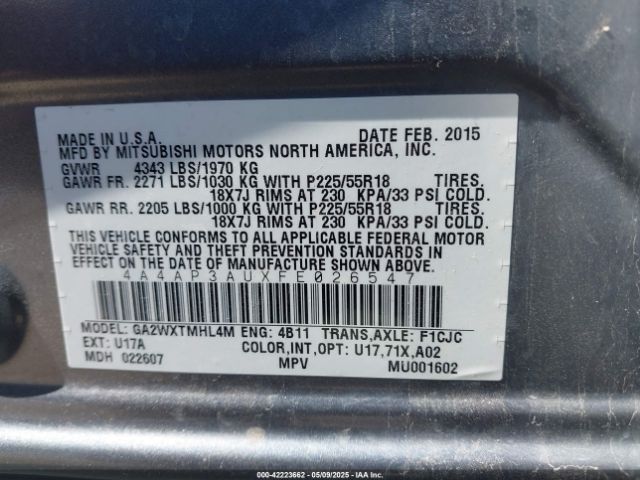 MADE IN U.S.A. DATE FEB. 2015
MFD BY MITSUBISHI MOTORS NORTH AMERICA, INC.
GVWR 4343 LBS/1970 KG
GAWR FR. 2271 LBS/1030 KG WITH P225/55R18 TIRES,
18X7J RIMS AT 230 KPA/33 PSI COLD.
GAWR RR. 2205 LBS/1000 KG WITH P225/55R18 TIRES,
18X7J RIMS AT 230 KPA/33 PSI COLD.
THIS VEHICLE CONFORMS TO ALL APPLICABLE FEDERAL MOTOR
VEHICLE SAFETY AND THEFT PREVENTION STANDARDS IN
EFFECT ON THE DATE OF MANUFACTURE SHOWN ABOVE.
4A4AP3AUXFE026547
MODEL: GA2WXTMHL4M ENG: 4B11 TRANS,AXLE: F1CJC
EXT: U17A COLOR,INT,OPT: U17,71X,A02
MDH 022607 MPV MU001602
000-42223662 - 05/09/2025 - IAA Inc.